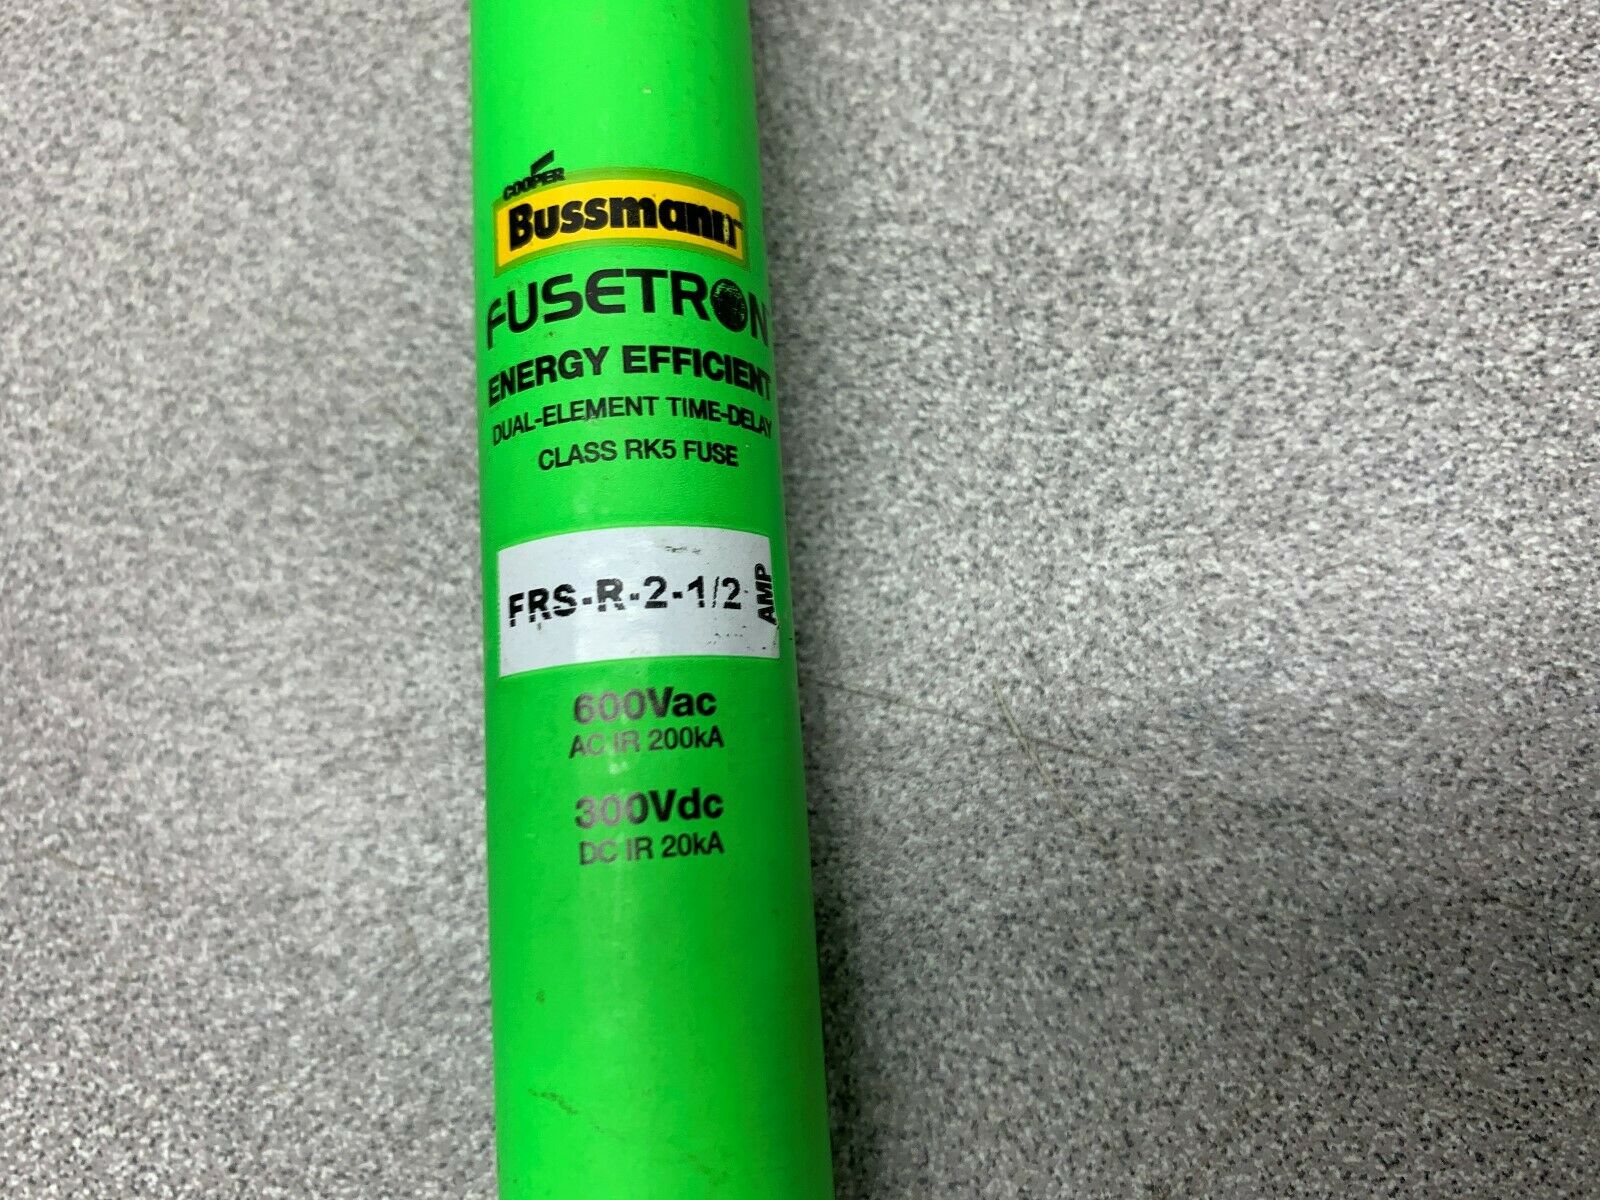 COOPER
Bussmann
FUSETRON
ENERGY EFFICIENT
DUAL-ELEMENT TIME-DELAY
CLASS RK5 FUSE
FRS-R-2-1/2 AMP
600Vac
AC IR 200kA
300Vdc
DC IR 20kA